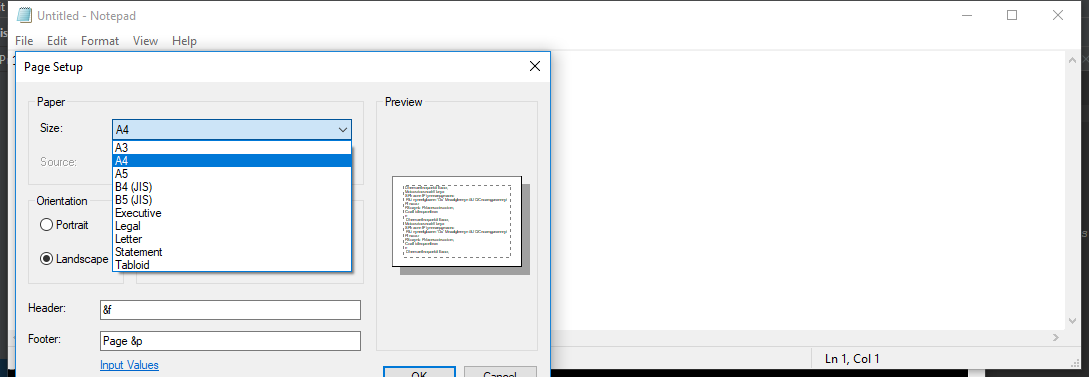 Untitled - Notepad
File Edit Format View Help
Page Setup
Paper
Size: A4
A3
A4
A5
B4 (JIS)
B5 (JIS)
Executive
Legal
Letter
Statement
Tabloid
Source:
Orientation
Portrait
Landscape
Header: &f
Footer: Page &p
Input Values
Preview
OK Cancel
Ln 1, Col 1